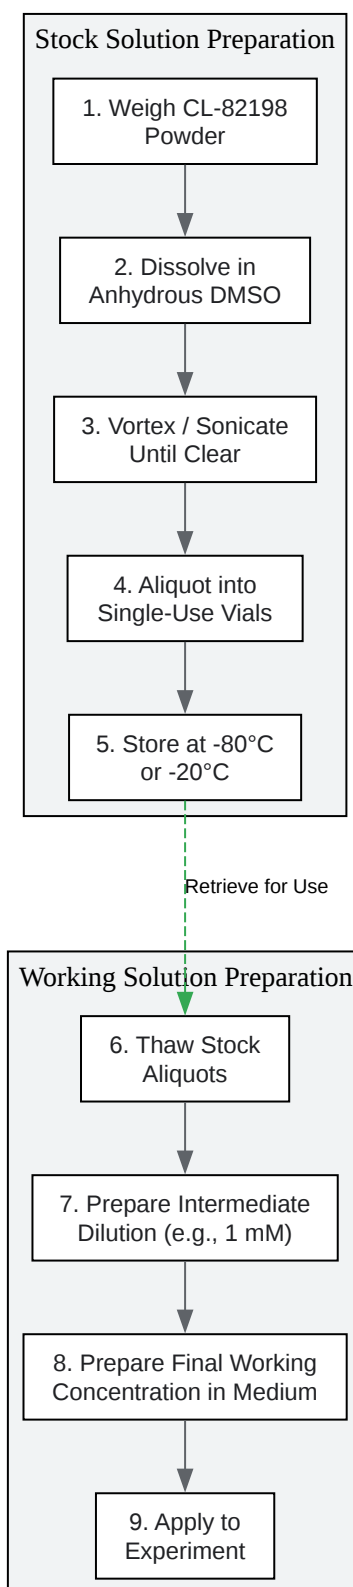 Stock Solution Preparation
1. Weigh CL-82198
Powder
2. Dissolve in
Anhydrous DMSO
3. Vortex / Sonicate
Until Clear
4. Aliquot into
Single-Use Vials
5. Store at -80°C
or -20°C
Retrieve for Use
Working Solution Preparation
6. Thaw Stock
Aliquots
7. Prepare Intermediate
Dilution (e.g., 1 mM)
8. Prepare Final Working
Concentration in Medium
9. Apply to
Experiment